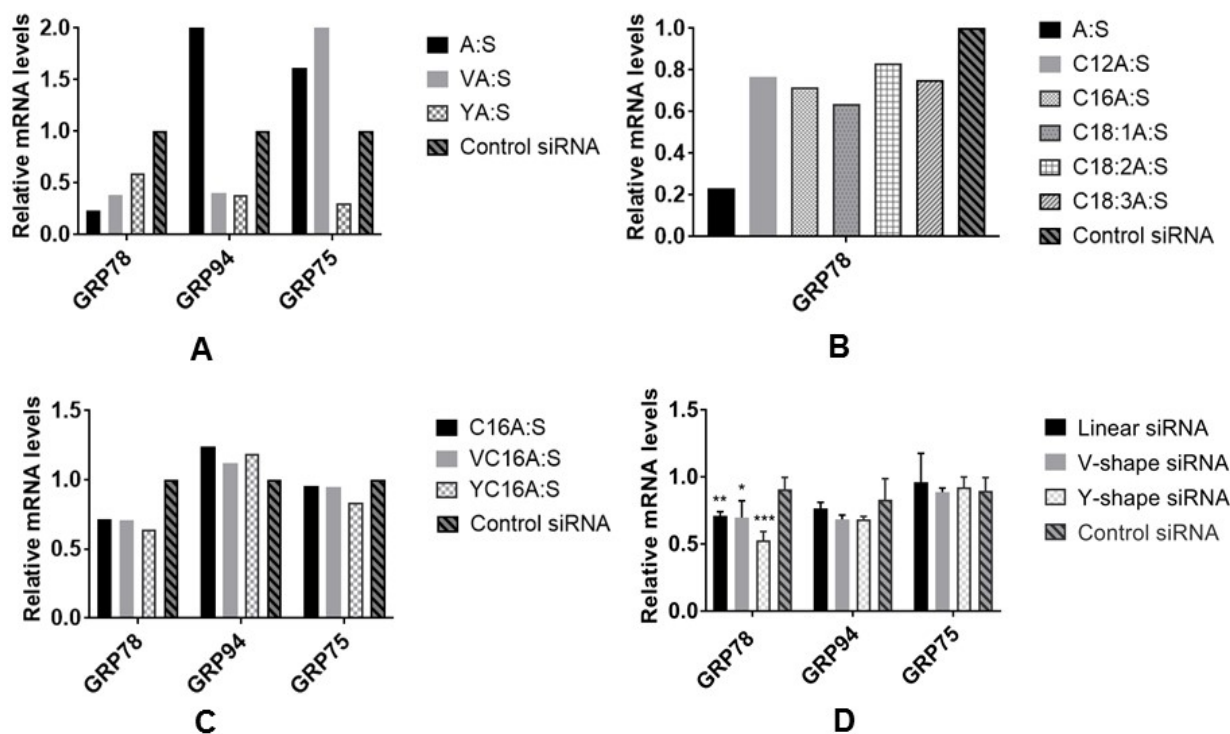 Relative mRNA levels
2.0
1.5
1.0
0.5
0.0
GRP78
GRP94
GRP75
A:S
VA:S
YA:S
Control siRNA
A
Relative mRNA levels
1.0
0.8
0.6
0.4
0.2
0.0
GRP78
A:S
C12A:S
C16A:S
C18:1A:S
C18:2A:S
C18:3A:S
Control siRNA
B
Relative mRNA levels
1.5
1.0
0.5
0.0
GRP78
GRP94
GRP75
C16A:S
VC16A:S
YC16A:S
Control siRNA
C
Relative mRNA levels
1.5
1.0
0.5
0.0
**
*
***
GRP78
GRP94
GRP75
Linear siRNA
V-shape siRNA
Y-shape siRNA
Control siRNA
D